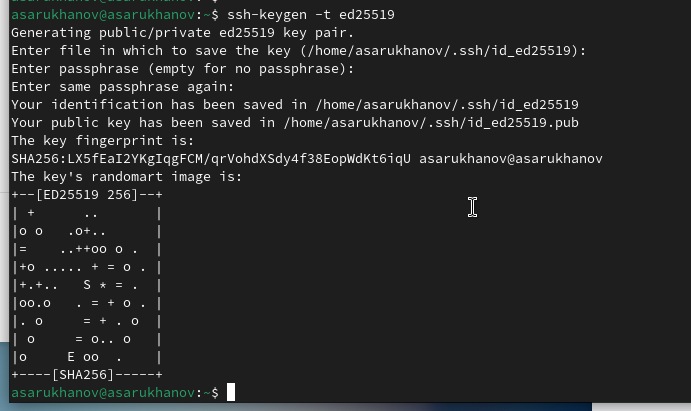 asarukhanov@asarukhanov:~$ ssh-keygen -t ed25519
Generating public/private ed25519 key pair.
Enter file in which to save the key (/home/asarukhanov/.ssh/id_ed25519):
Enter passphrase (empty for no passphrase):
Enter same passphrase again:
Your identification has been saved in /home/asarukhanov/.ssh/id_ed25519
Your public key has been saved in /home/asarukhanov/.ssh/id_ed25519.pub
The key fingerprint is:
SHA256:LX5fEaI2YKgIqgFCM/qrVohdXSdy4f38EopWdKt6iqU asarukhanov@asarukhanov
The key's randomart image is:
+--[ED25519 256]--+
| +      ..       |
|o o   .o+..      |
|=    ..++oo o .  |
|+o ..... + = o . |
|+.+..   S * = .  |
|oo.o   . = + o . |
|. o     = + . o  |
| o     = o.. o   |
|o     E oo  .    |
+----[SHA256]-----+
asarukhanov@asarukhanov:~$